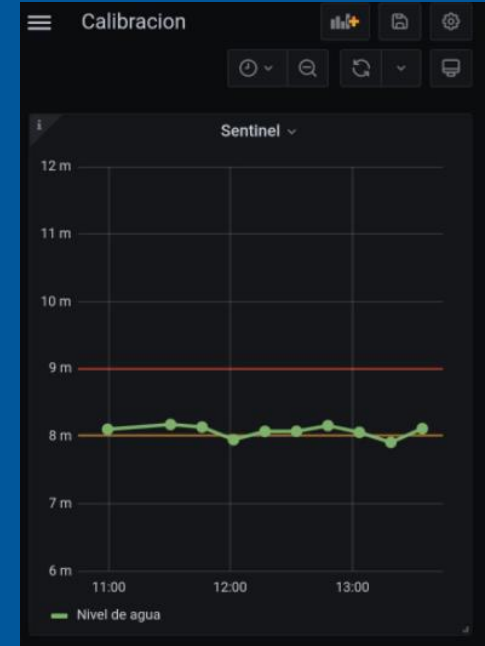 Calibracion
i
Sentinel
12 m
11 m
10 m
9 m
8 m
7 m
6 m
11:00 12:00 13:00
Nivel de agua